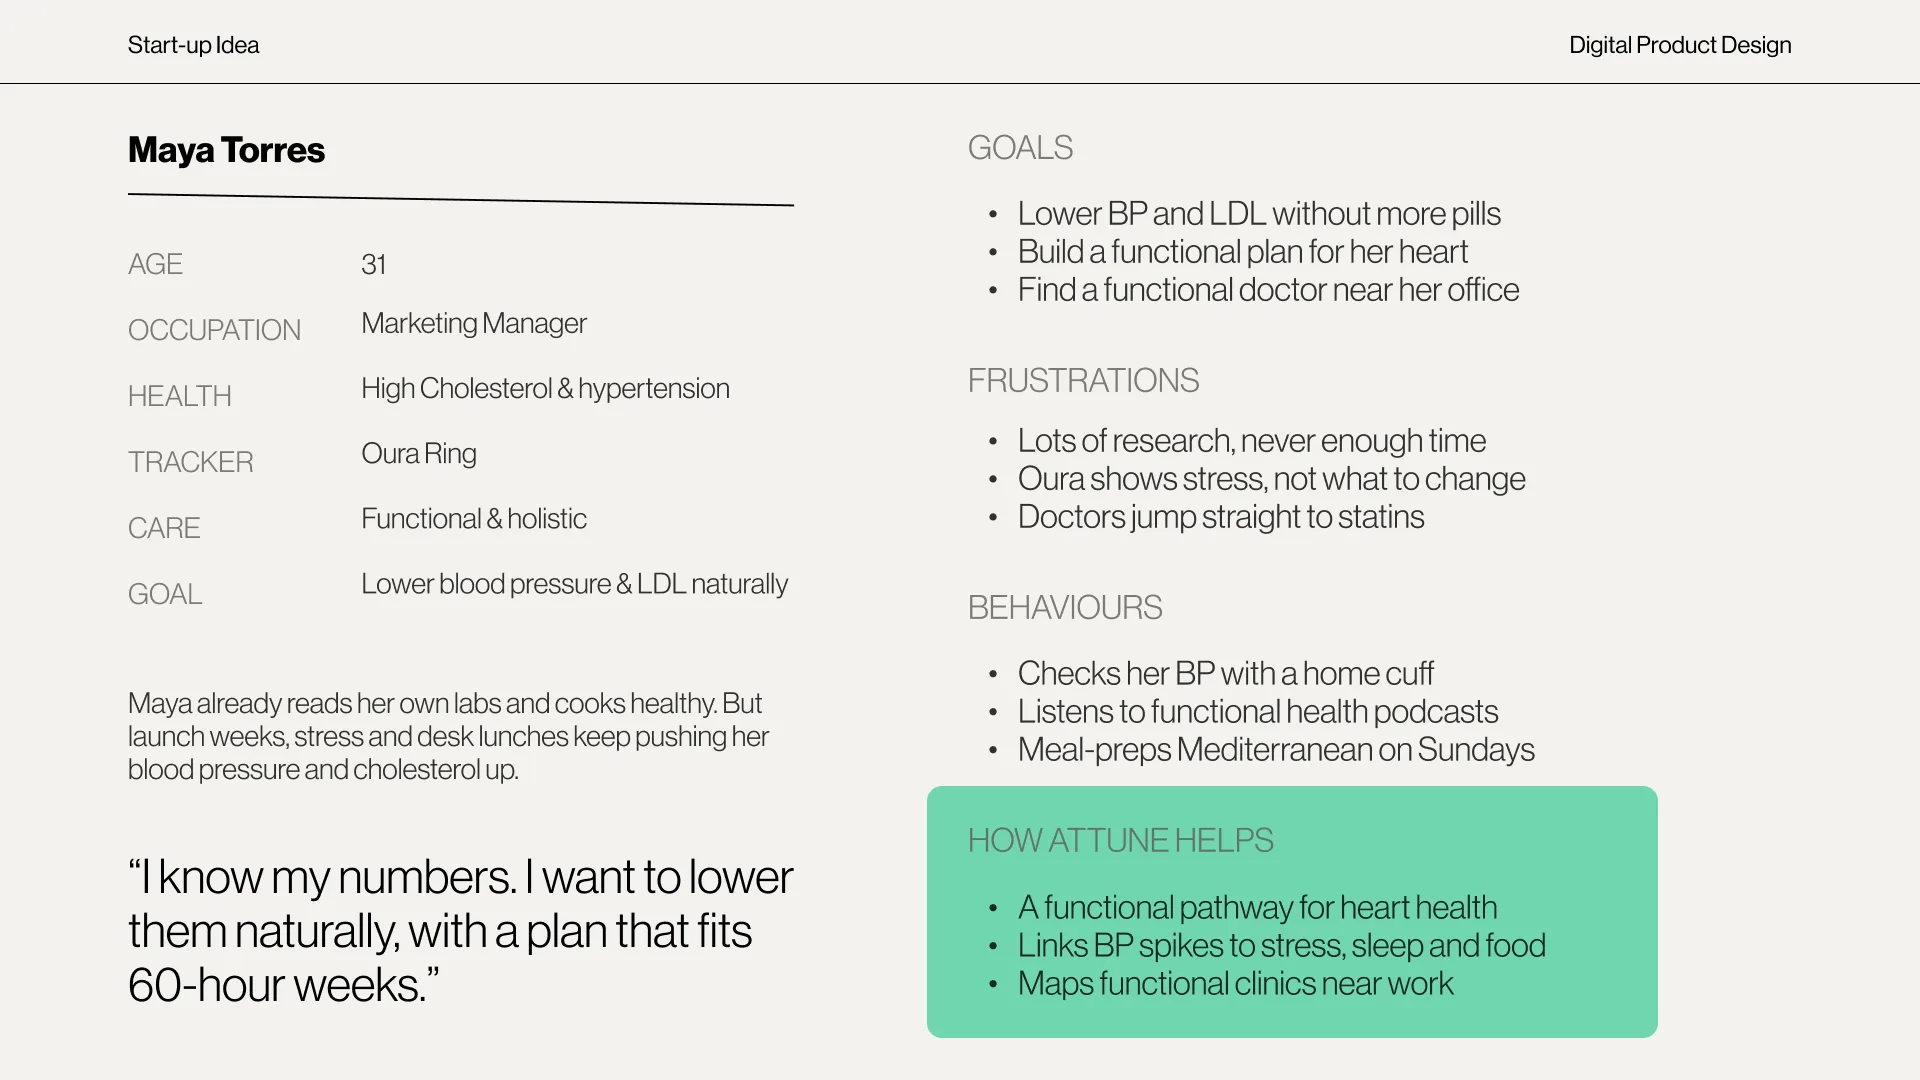 Start-up Idea
Digital Product Design
Maya Torres
AGE 31
OCCUPATION Marketing Manager
HEALTH High Cholesterol & hypertension
TRACKER Oura Ring
CARE Functional & holistic
GOAL Lower blood pressure & LDL naturally
Maya already reads her own labs and cooks healthy. But
launch weeks, stress and desk lunches keep pushing her
blood pressure and cholesterol up.
“I know my numbers. I want to lower
them naturally, with a plan that fits
60-hour weeks.”
GOALS
• Lower BP and LDL without more pills
• Build a functional plan for her heart
• Find a functional doctor near her office
FRUSTRATIONS
• Lots of research, never enough time
• Oura shows stress, not what to change
• Doctors jump straight to statins
BEHAVIOURS
• Checks her BP with a home cuff
• Listens to functional health podcasts
• Meal-preps Mediterranean on Sundays
HOW ATTUNE HELPS
• A functional pathway for heart health
• Links BP spikes to stress, sleep and food
• Maps functional clinics near work